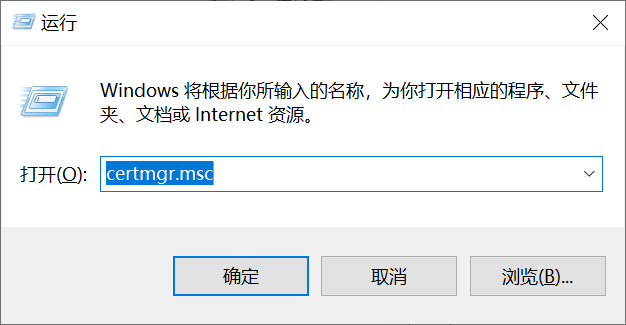 运行
Windows 将根据你所输入的名称，为你打开相应的程序、文件
夹、文档或 Internet 资源。
打开(O): certmgr.msc
确定 取消 浏览(B)...